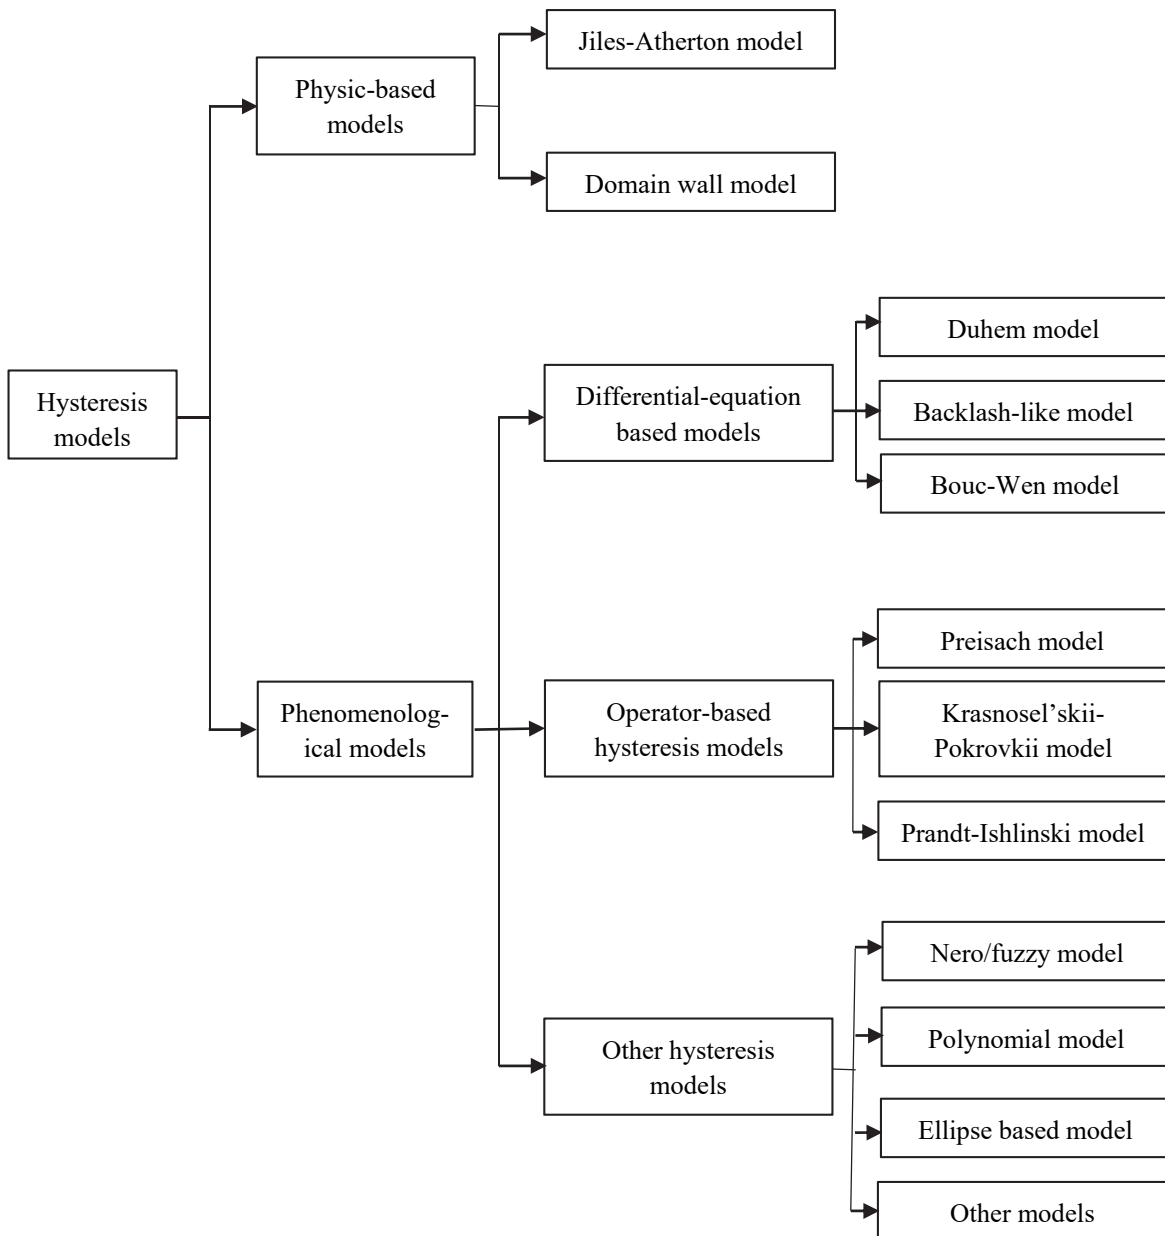 Jiles-Atherton model
Physic-based
models
Domain wall model
Duhem model
Hysteresis
models
Differential-equation
based models
Backlash-like model
Bouc-Wen model
Preisach model
Phenomenolog-
ical models
Operator-based
hysteresis models
Krasnosel’skii-
Pokrovkii model
Prandt-Ishlinski model
Nero/fuzzy model
Other hysteresis
models
Polynomial model
Ellipse based model
Other models